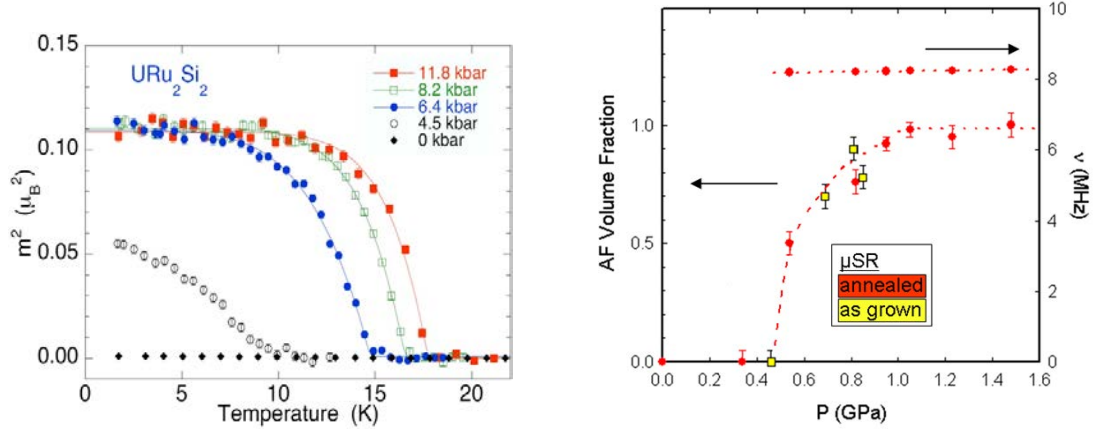 0.15
0.10
0.05
0.00
m² (μB²)
URu2Si2
11.8 kbar
8.2 kbar
6.4 kbar
4.5 kbar
0 kbar
0 5 10 15 20
Temperature (K)
AF Volume Fraction
1.0
0.5
0.0
μSR
annealed
as grown
10
8
6
4
2
0
ν (MHz)
0.0 0.2 0.4 0.6 0.8 1.0 1.2 1.4 1.6
P (GPa)